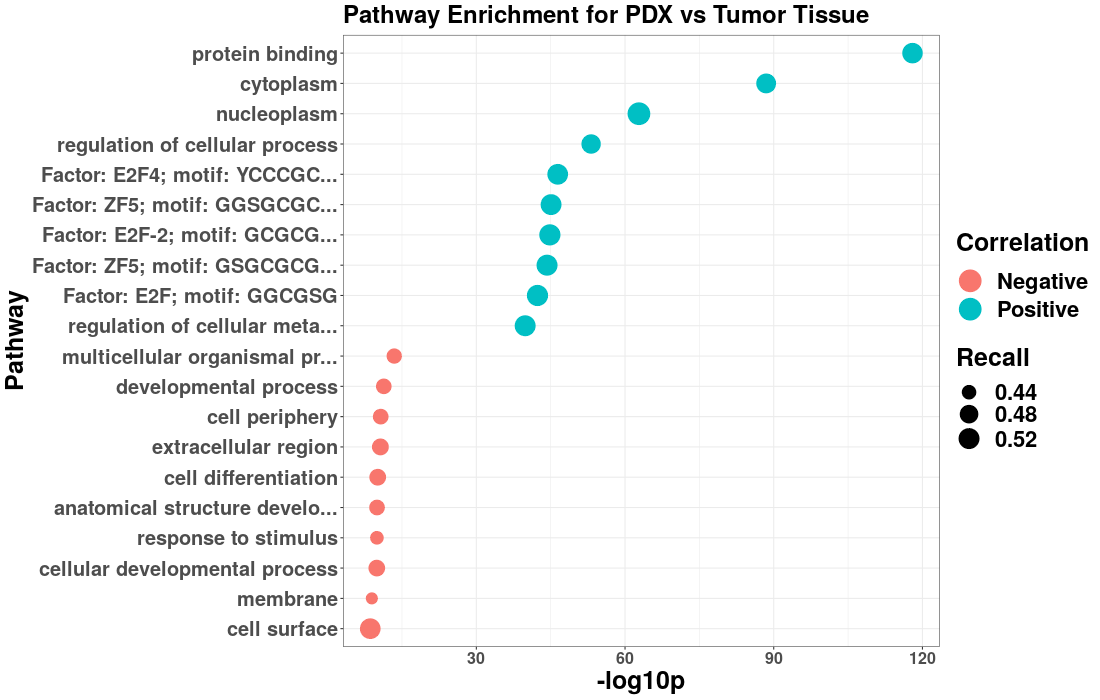 Pathway Enrichment for PDX vs Tumor Tissue
protein binding
cytoplasm
nucleoplasm
regulation of cellular process
Factor: E2F4; motif: YCCCGC...
Factor: ZF5; motif: GGSGCGC...
Factor: E2F-2; motif: GCGCG...
Factor: ZF5; motif: GSGCGCG...
Factor: E2F; motif: GGCGSG
regulation of cellular meta...
multicellular organismal pr...
developmental process
cell periphery
extracellular region
cell differentiation
anatomical structure develo...
response to stimulus
cellular developmental process
membrane
cell surface
Pathway
30 60 90 120
-log10p
Correlation
Negative
Positive
Recall
0.44
0.48
0.52